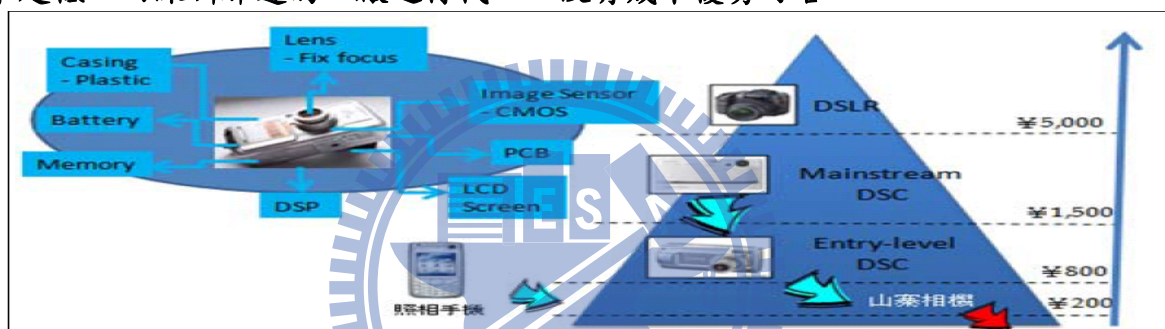 Lens
- Fix focus
Casing
- Plastic
Image Sensor
- CMOS
Battery
PCB
Memory
LCD
Screen
DSP
DSLR
¥5,000
Mainstream
DSC
¥1,500
Entry-level
DSC
¥800
照相手機
山寨相機
¥200
ES